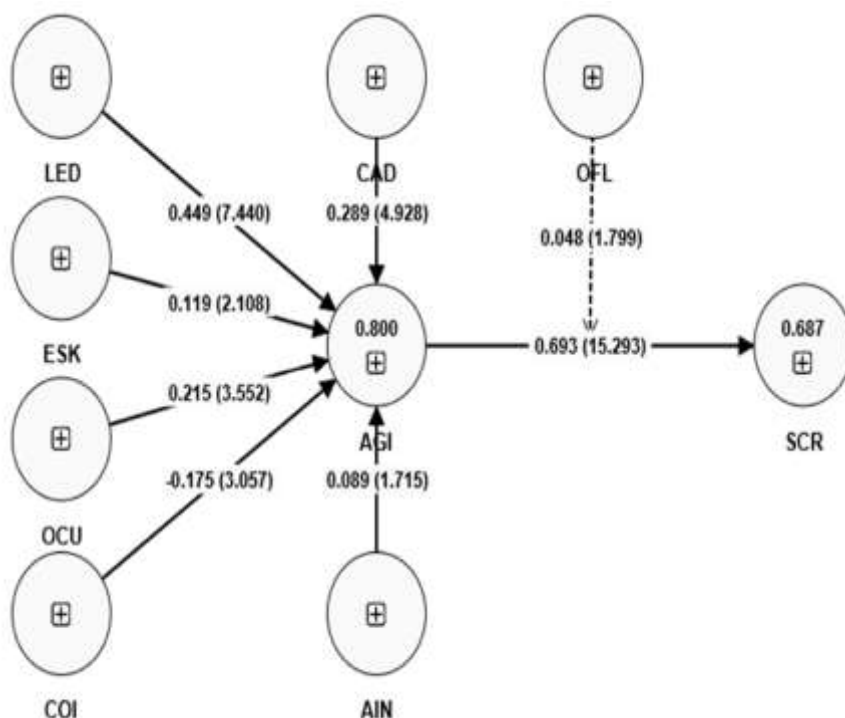 LED
CAD
OFL
0.449 (7.440)
0.289 (4.928)
0.048 (1.799)
0.119 (2.108)
ESK
0.800
0.693 (15.293)
0.687
0.215 (3.552)
AGI
SCR
-0.175 (3.057)
0.089 (1.715)
OCU
COI
AIN